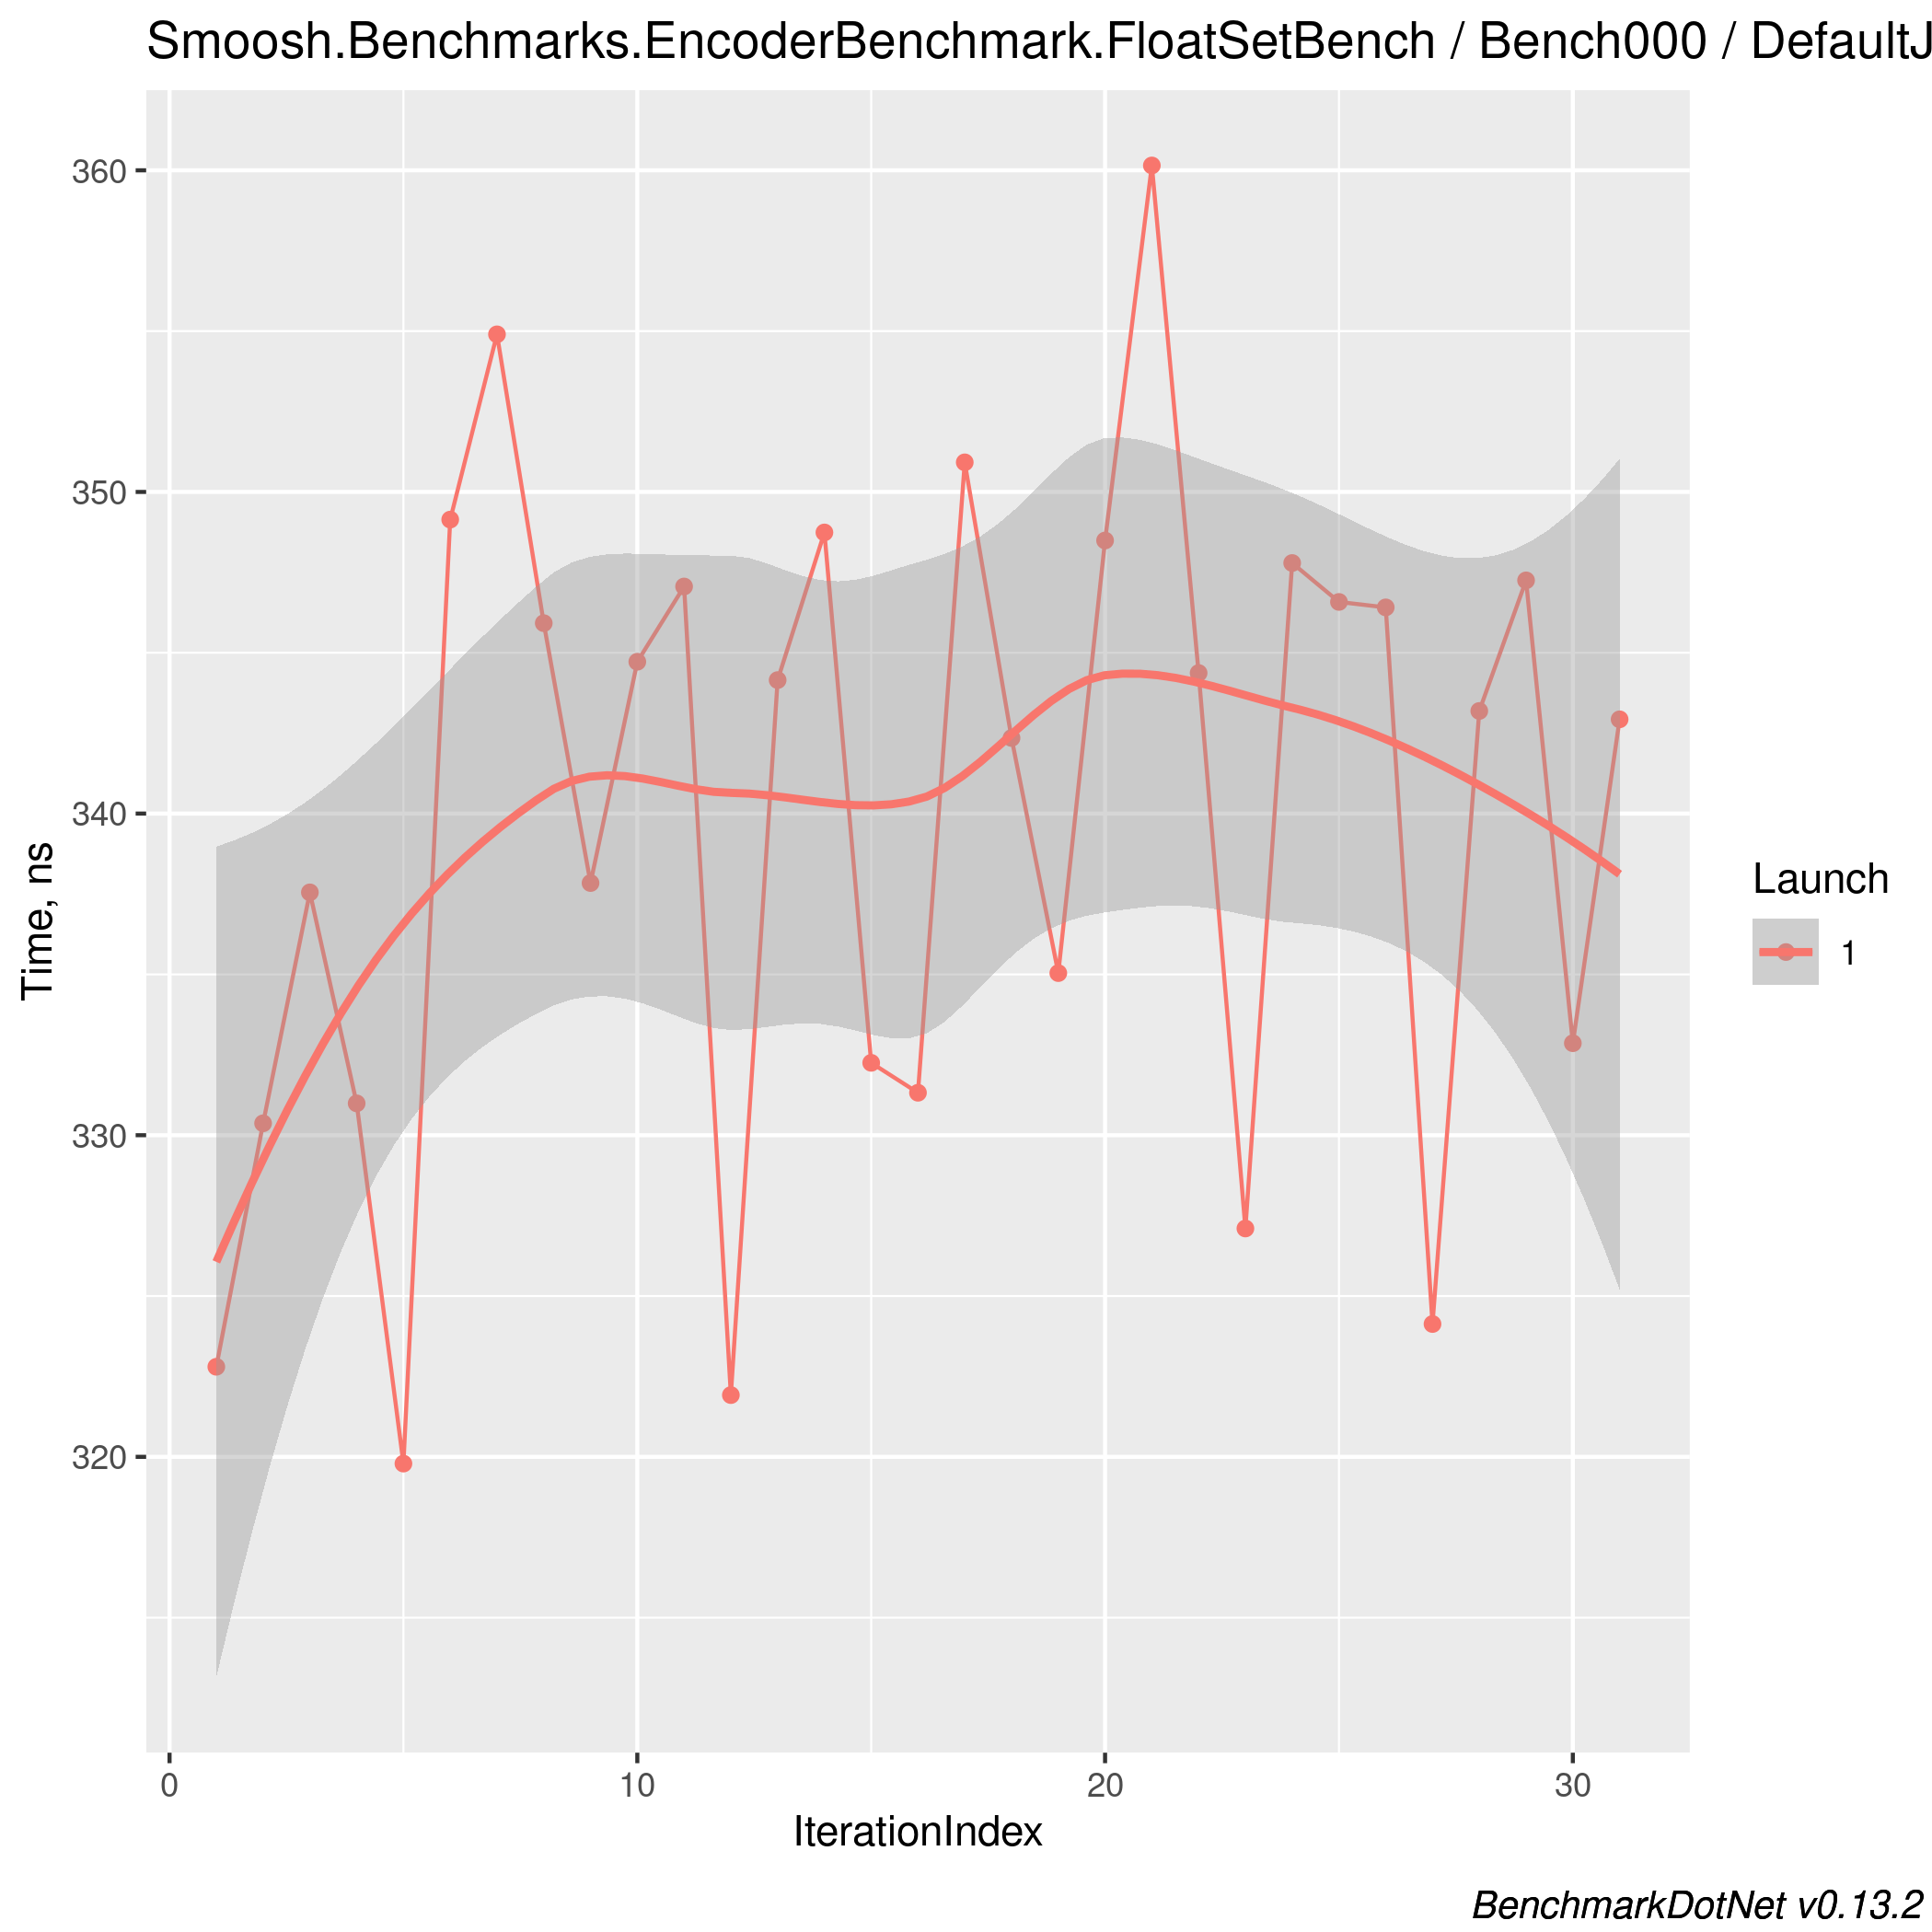 Smoosh.Benchmarks.EncoderBenchmark.FloatSetBench / Bench000 / DefaultJ
360
350
340
330
320
Time, ns
0 10 20 30
IterationIndex
Launch
1
BenchmarkDotNet v0.13.2